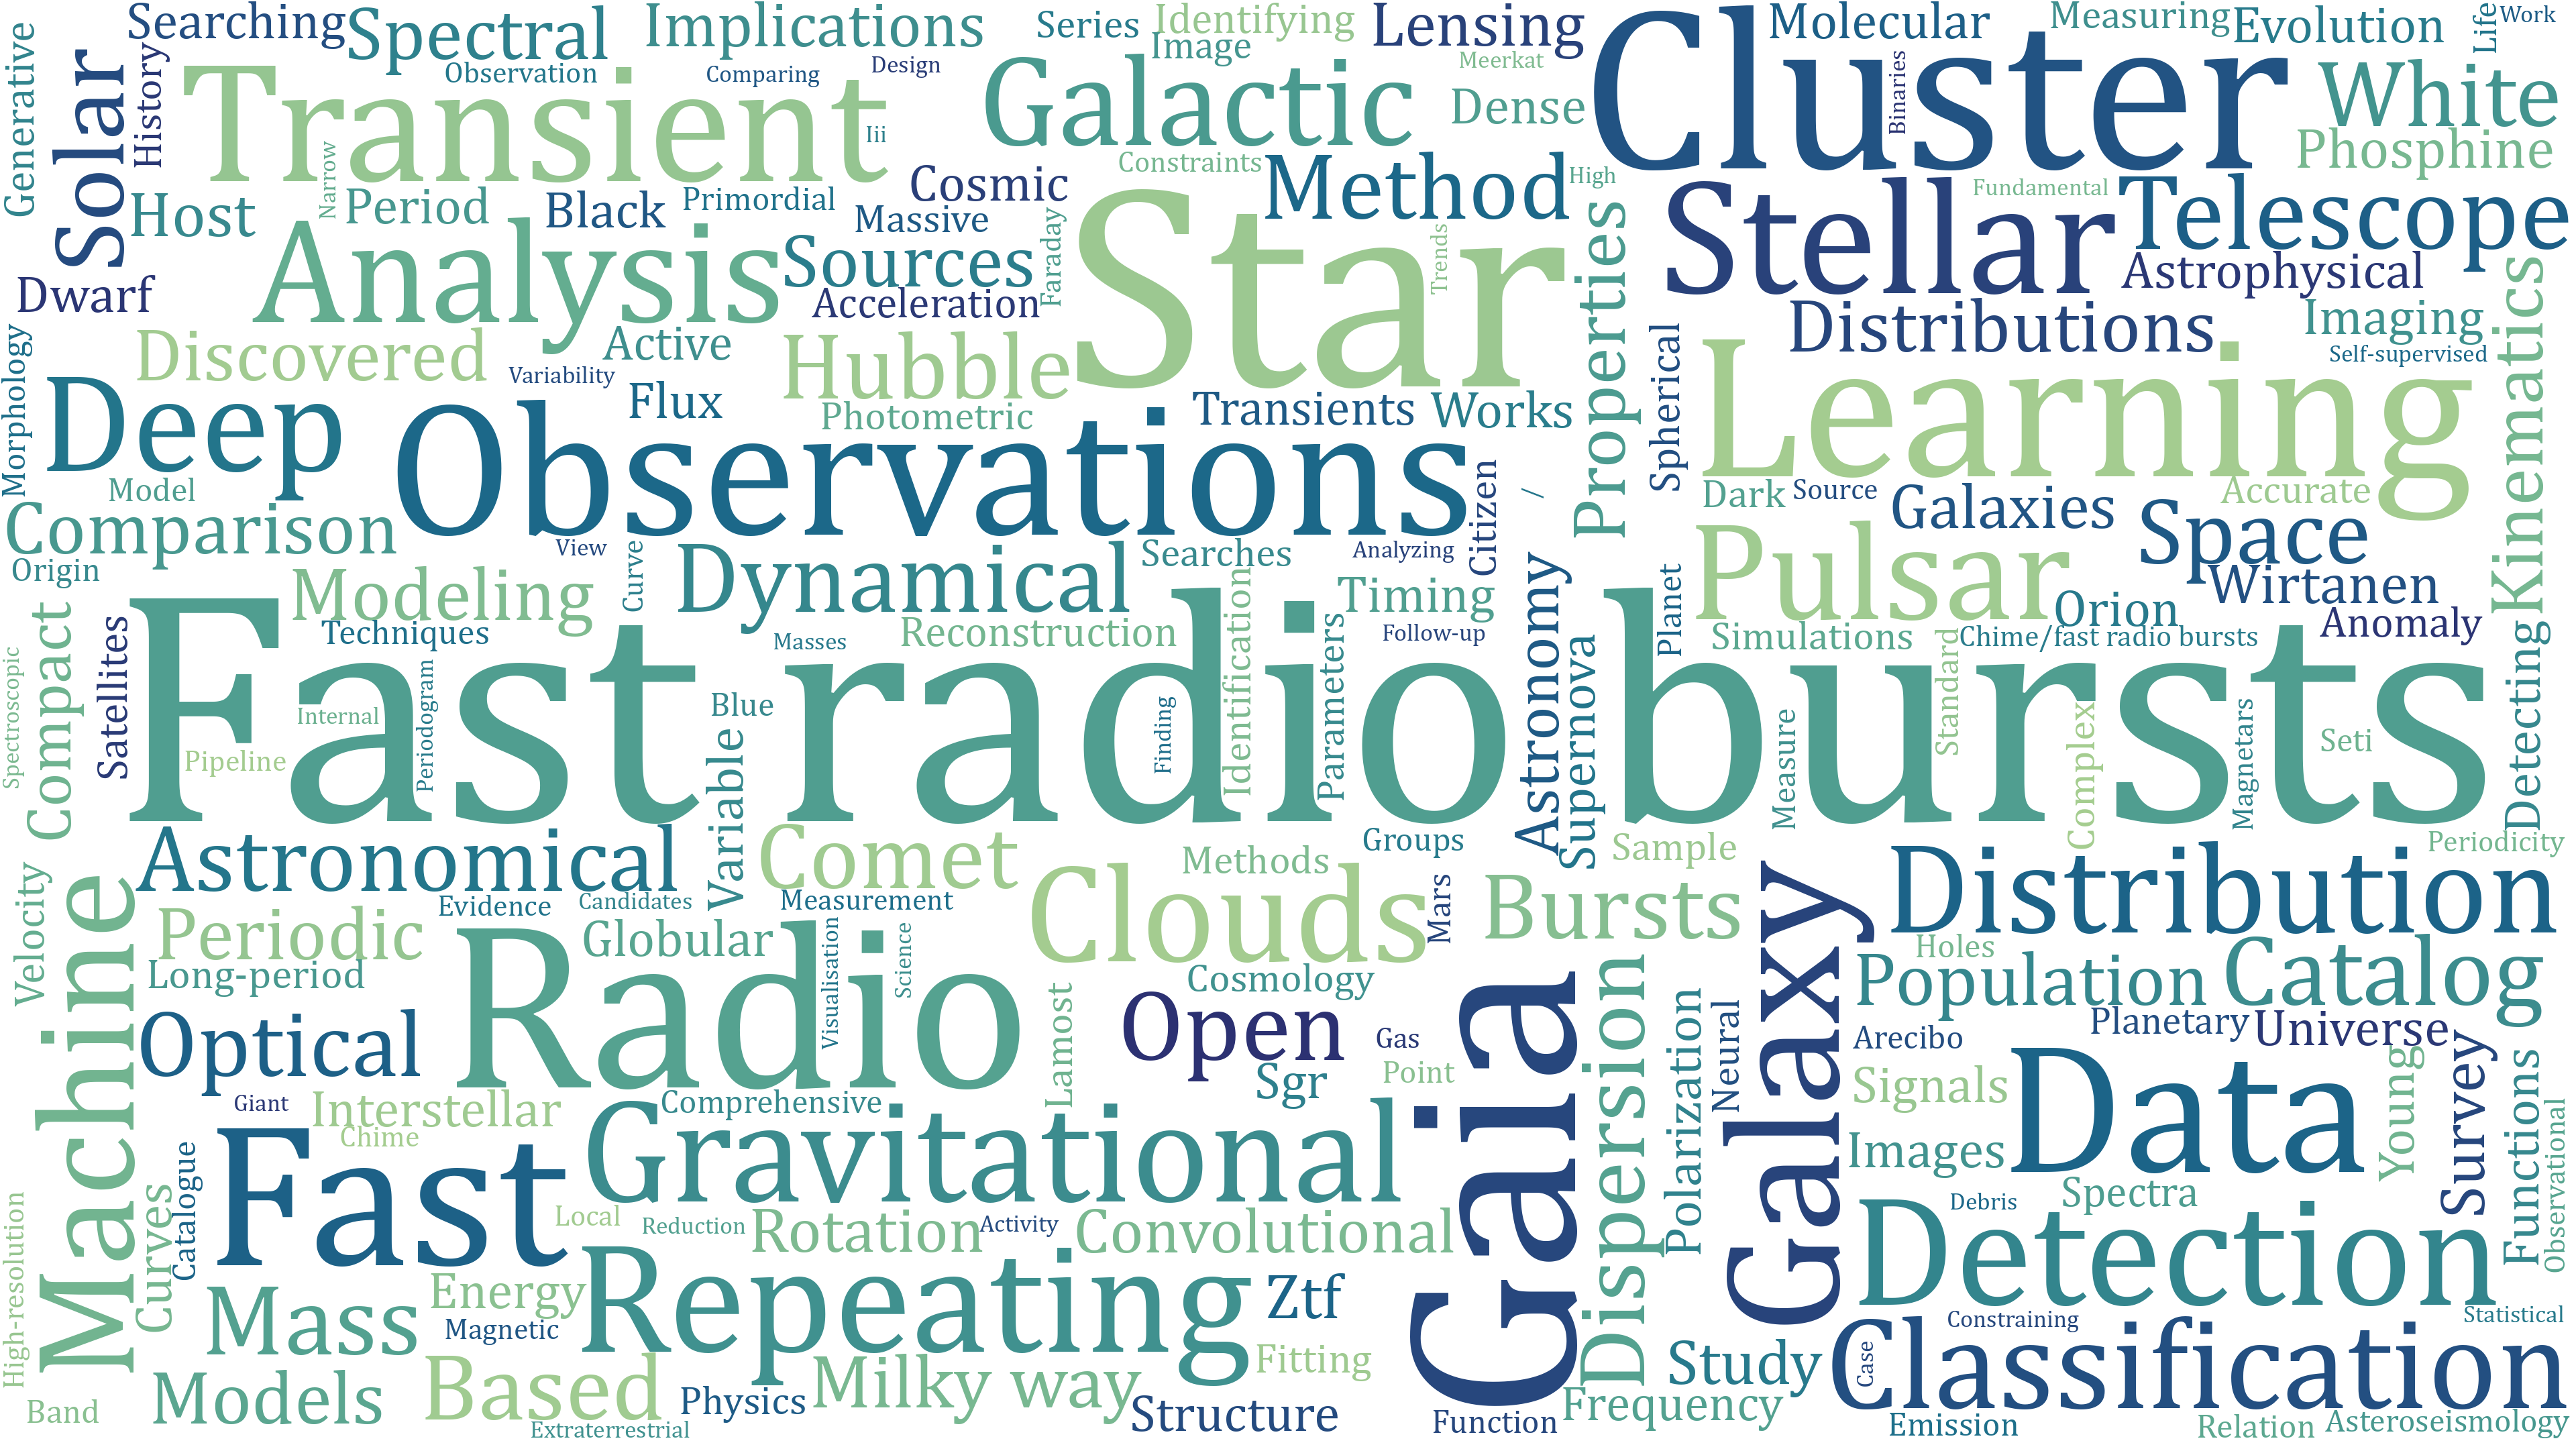 Generative
Solar
History
Searching
Spectral
Implications
Series
Identifying
Lensing
Image
Observation
Comparing
Design
Meerkat
Transient
Iii
Galactic
Dense
Cluster
Binaries
Molecular
Measuring
Evolution
Life
Work
White
Phosphine
Constraints
Method
High
Stellar
Fundamental
Telescope
Astrophysical
Host
Narrow
Period
Black
Primordial
Cosmic
Massive
Faraday
Sources
Acceleration
Analysis
Star
Trends
Properties
Dwarf
Discovered
Active
Variability
Flux
Hubble
Photometric
Transients
Works
Spherical
Distributions
Imaging
Self-supervised
Kinematics
Learning
Morphology
Deep
Model
Observations
Citizen
/
Dark
Source
Galaxies
Accurate
Comparison
Origin
View
Curve
Dynamical
Searches
Analyzing
Timing
Astronomy
Pulsar
Space
Wirtanen
Orion
Anomaly
Modeling
Techniques
Masses
Reconstruction
Identification
Follow-up
Parameters
Supernova
Planet
Simulations
Standard
Chime/fast radio bursts
Detecting
Spectroscopic
Compact
Satellites
Fast radio bursts
Internal
Pipeline
Periodogram
Blue
Variable
Finding
Measure
Complex
Magnetars
Seti
Astronomical
Comet
Groups
Methods
Sample
Periodicity
Velocity
Machine
Evidence
Candidates
Measurement
Periodic
Long-period
Globular
Visualisation
Science
Clouds
Mars
Bursts
Galaxy
Distribution
Holes
Population
Catalog
Optical
Radio
Lamost
Cosmology
Open
Gas
Sgr
Point
Gaia
Dispersion
Polarization
Neural
Arecibo
Planetary
Universe
Survey
Signals
Data
Young
Functions
Observational
Giant
Interstellar
Chime
Comprehensive
Gravitational
Images
High-resolution
Curves
Catalogue
Fast
Local
Reduction
Rotation
Activity
Convolutional
Debris
Spectra
Detection
Mass
Energy
Magnetic
Repeating
Ztf
Fitting
Constraining
Statistical
Models
Based
Physics
Milky way
Structure
Study
Case
Classification
Band
Extraterrestrial
Function
Frequency
Emission
Relation
Asteroseismology